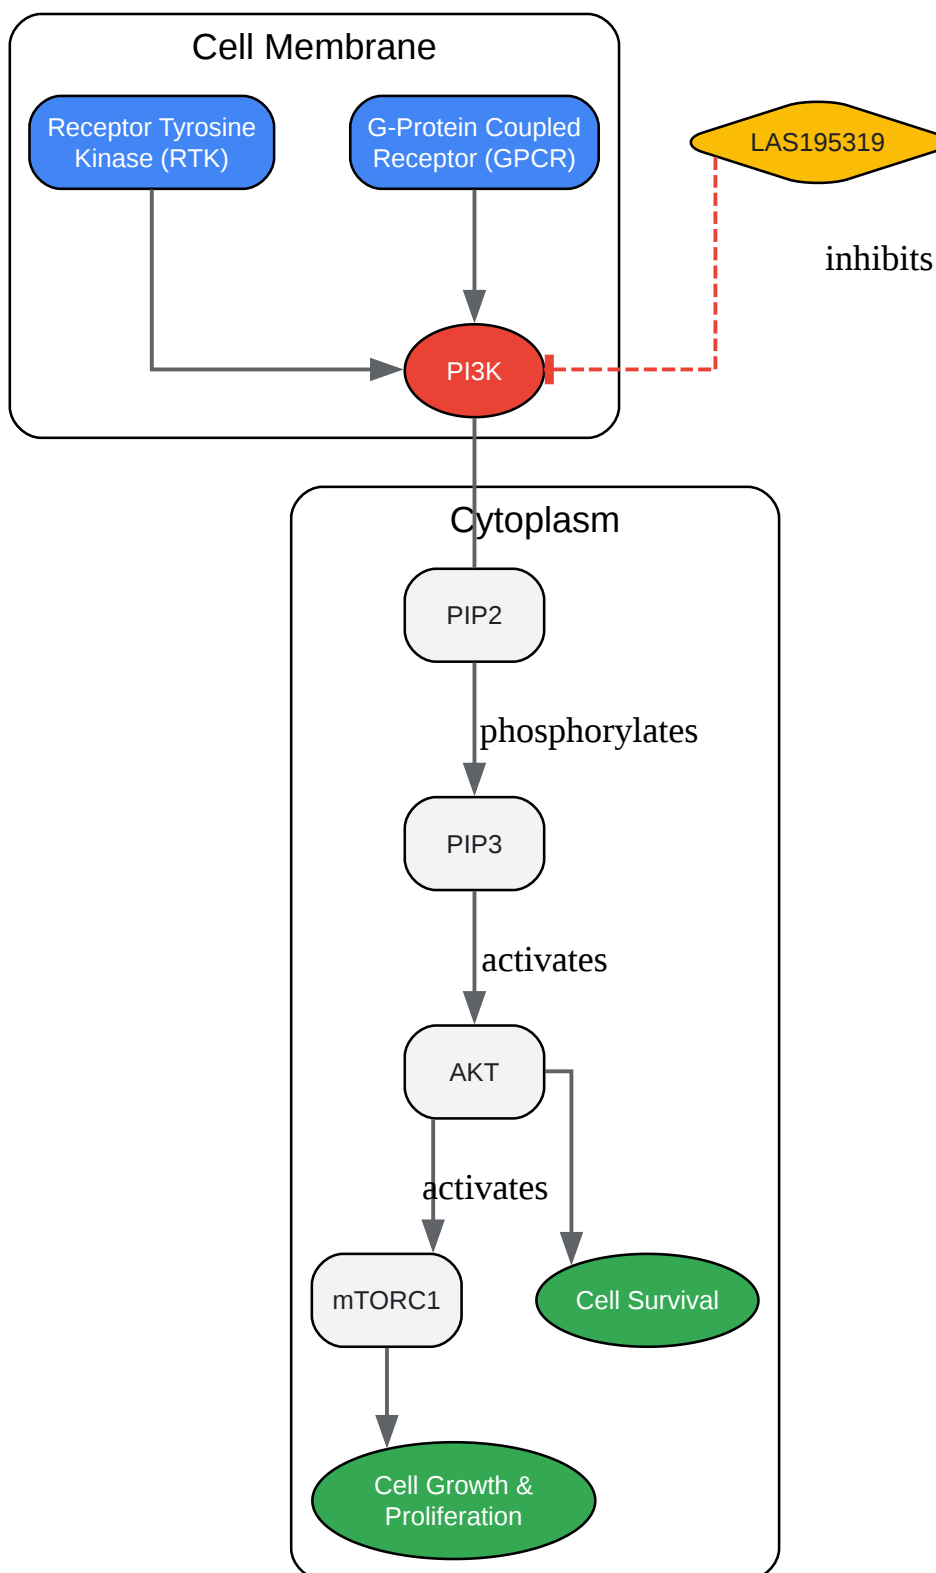 Cell Membrane
Receptor Tyrosine
Kinase (RTK)
G-Protein Coupled
Receptor (GPCR)
LAS195319
inhibits
PI3K
Cytoplasm
PIP2
phosphorylates
PIP3
activates
AKT
activates
mTORC1
Cell Survival
Cell Growth &
Proliferation